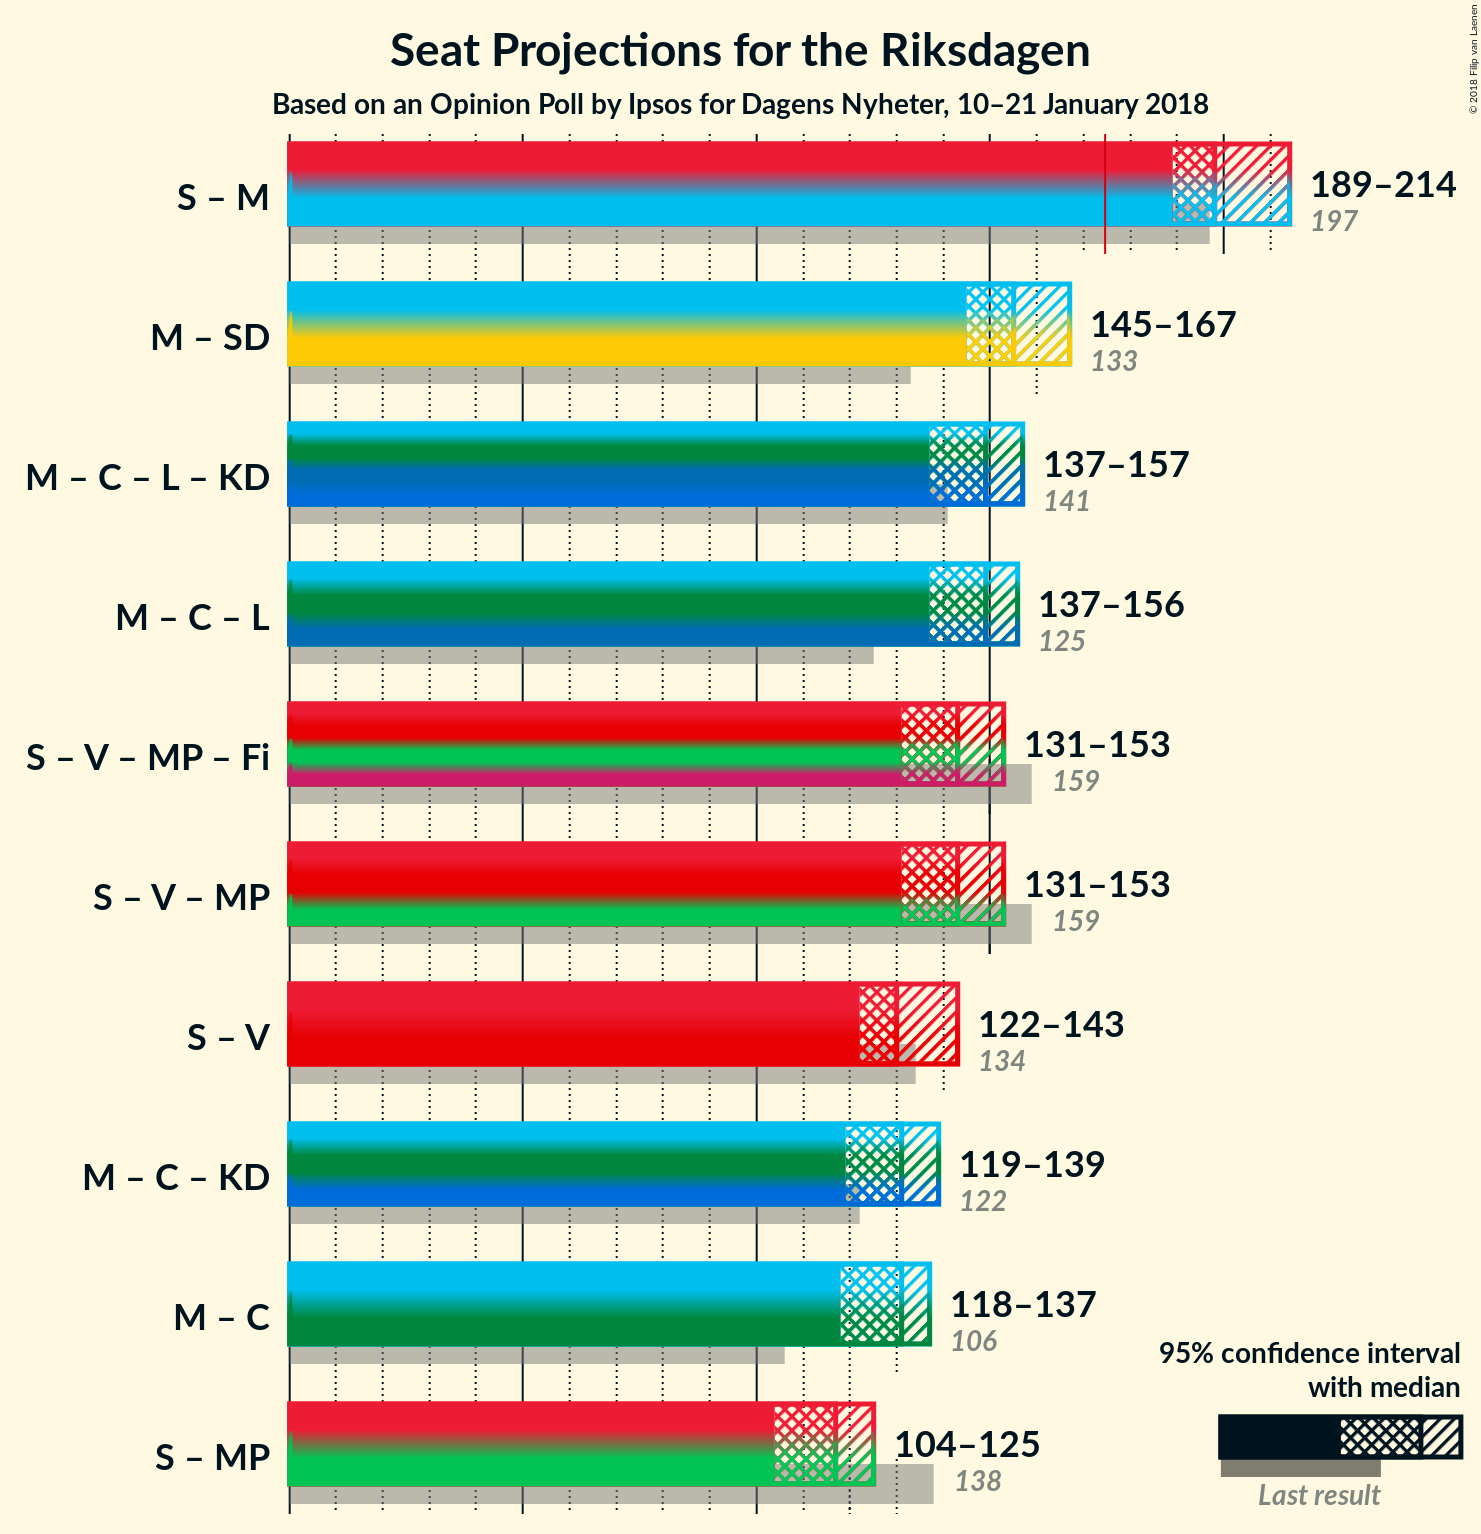 Seat Projections for the Riksdagen
Based on an Opinion Poll by Ipsos for Dagens Nyheter, 10–21 January 2018
© 2018 Filip van Laenen
S – M
189–214
197
M – SD
145–167
133
M – C – L – KD
137–157
141
M – C – L
137–156
125
S – V – MP – Fi
131–153
159
S – V – MP
131–153
159
S – V
122–143
134
M – C – KD
119–139
122
M – C
118–137
106
S – MP
104–125
138
95% confidence interval
with median
Last result